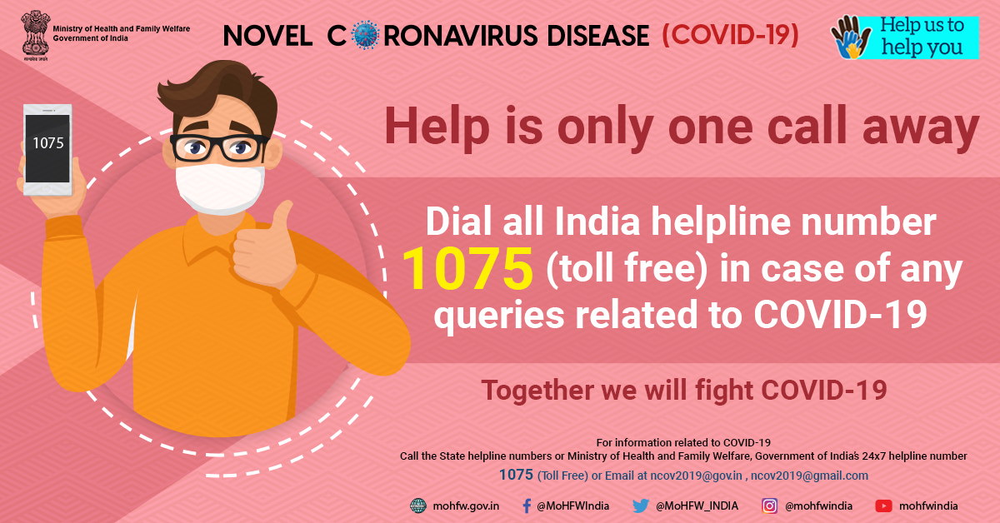 Ministry of Health and Family Welfare
Government of India
सत्यमेव जयते
NOVEL CORONAVIRUS DISEASE (COVID-19)
Help us to
help you
1075
Help is only one call away
Dial all India helpline number
1075 (toll free) in case of any
queries related to COVID-19
Together we will fight COVID-19
For information related to COVID-19
Call the State helpline numbers or Ministry of Health and Family Welfare, Government of India's 24x7 helpline number
1075 (Toll Free) or Email at ncov2019@gov.in , ncov2019@gmail.com
mohfw.gov.in @MoHFWIndia @MoHFW_INDIA @mohfwindia mohfwindia